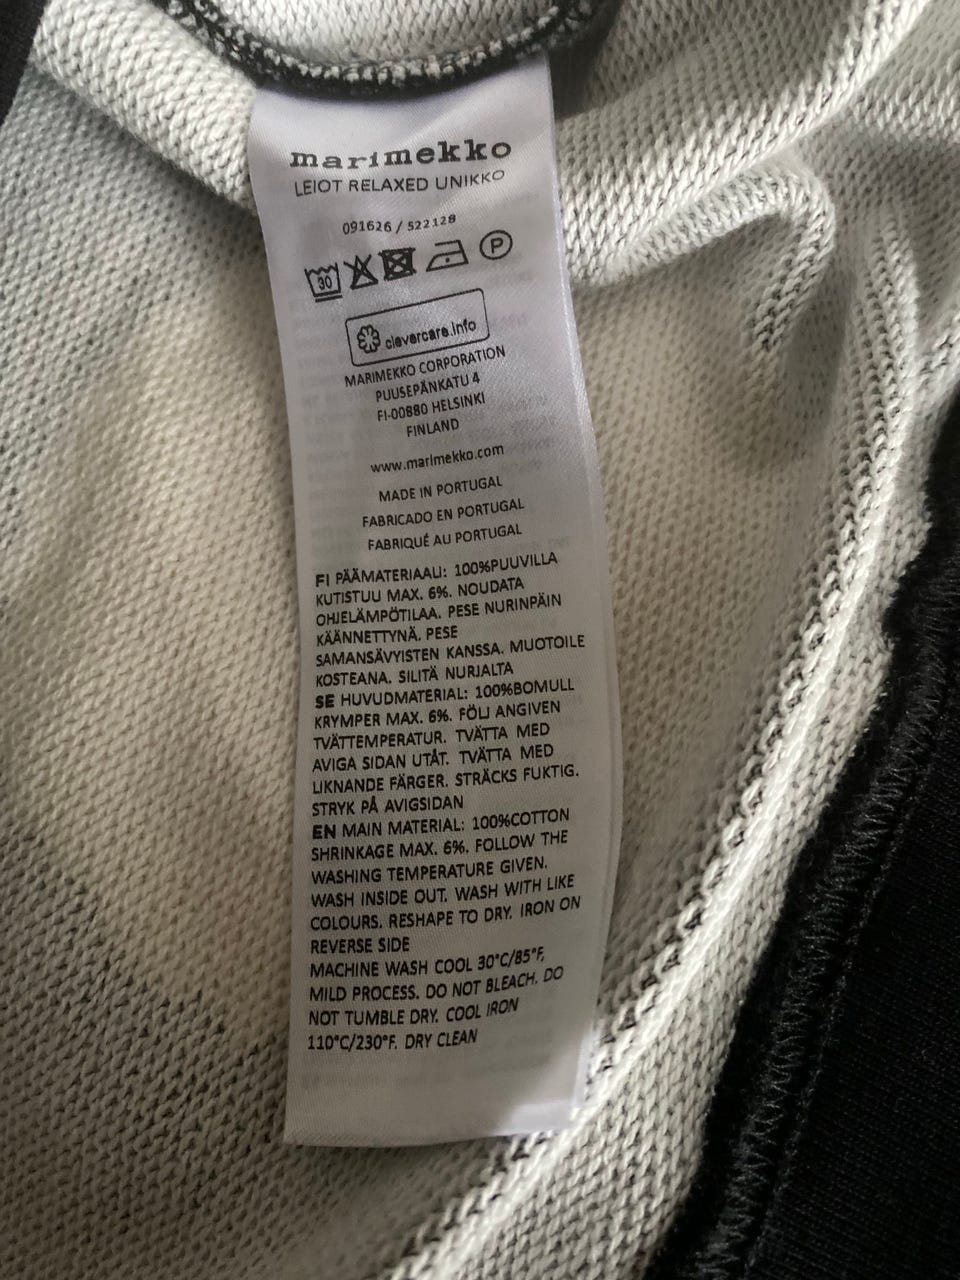 marimekko
LEIOT RELAXED UNIKKO
091626 / 522128
30 P
clevercare.info
MARIMEKKO CORPORATION
PUUSEPÄNKATU 4
FI-00880 HELSINKI
FINLAND
www.marimekko.com
MADE IN PORTUGAL
FABRICADO EN PORTUGAL
FABRIQUÉ AU PORTUGAL
FI PÄÄMATERIAALI: 100%PUUVILLA
KUTISTUU MAX. 6%. NOUDATA
OHJELÄMPÖTILAA. PESE NURINPÄIN
KÄÄNNETTYNÄ. PESE
SAMANSÄVYISTEN KANSSA. MUOTOILE
KOSTEANA. SILITÄ NURJALTA
SE HUVUDMATERIAL: 100%BOMULL
KRYMPER MAX. 6%. FÖLJ ANGIVEN
TVÄTTEMPERATUR. TVÄTTA MED
AVIGA SIDAN UTÅT. TVÄTTA MED
LIKNANDE FÄRGER. STRÄCKS FUKTIG.
STRYK PÅ AVIGSIDAN
EN MAIN MATERIAL: 100%COTTON
SHRINKAGE MAX. 6%. FOLLOW THE
WASHING TEMPERATURE GIVEN.
WASH INSIDE OUT. WASH WITH LIKE
COLOURS. RESHAPE TO DRY. IRON ON
REVERSE SIDE
MACHINE WASH COOL 30°C/85°F,
MILD PROCESS. DO NOT BLEACH. DO
NOT TUMBLE DRY. COOL IRON
110°C/230°F. DRY CLEAN